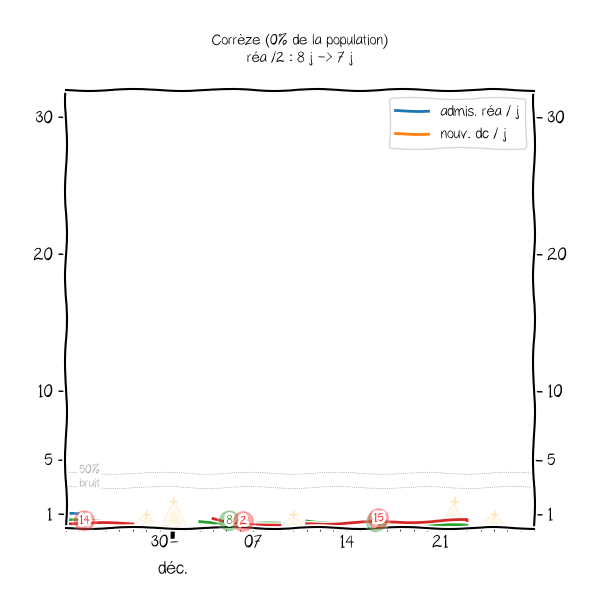 Corrèze (0% de la population)
réa /2 : 8 j -> 7 j
admis. réa / j
nouv. dc / j
30 30
20 20
10 10
5 5
50%
bruit
1 1
14 8 2 15
30 07 14 21
déc.